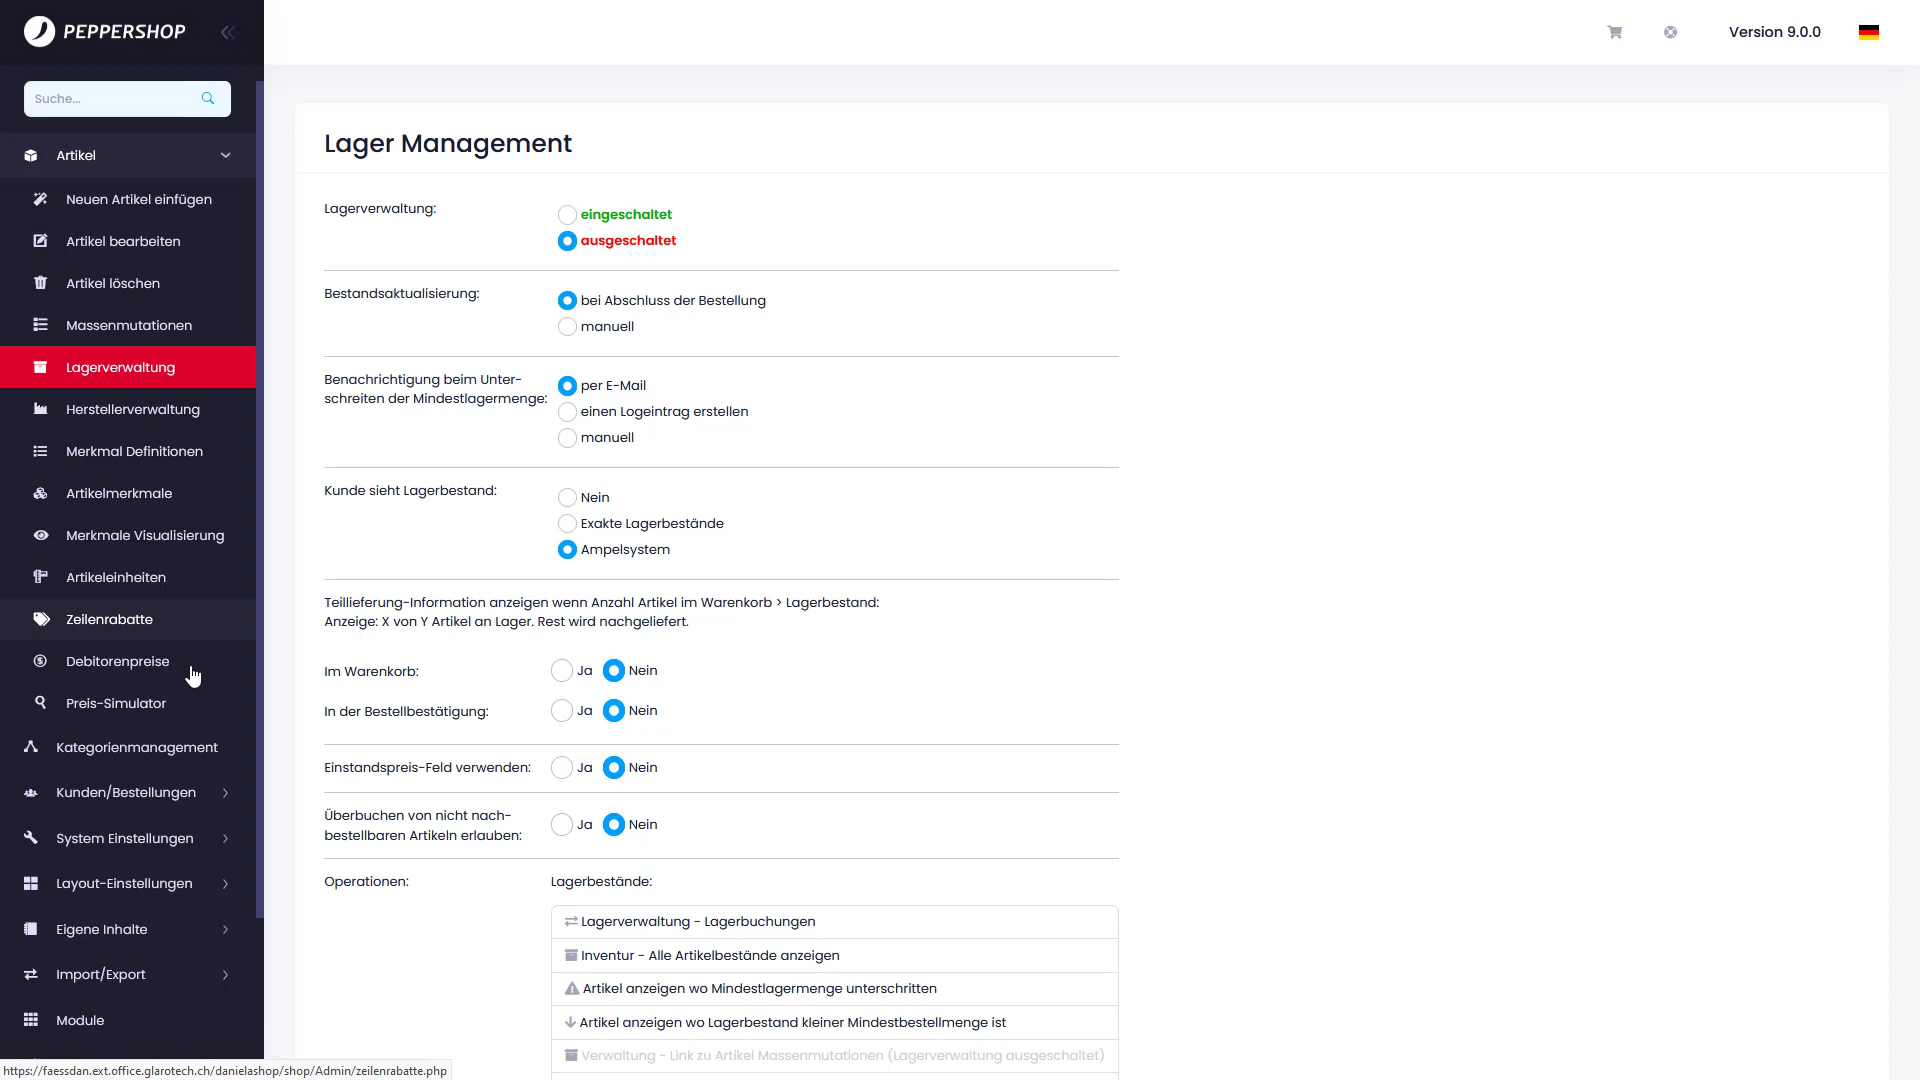 PEPPERSHOP
Version 9.0.0
Suche...
Artikel
Neuen Artikel einfügen
Artikel bearbeiten
Artikel löschen
Massenmutationen
Lagerverwaltung
Herstellerverwaltung
Merkmal Definitionen
Artikelmerkmale
Merkmale Visualisierung
Artikeleinheiten
Zeilenrabatte
Debitorenpreise
Preis-Simulator
Kategorienmanagement
Kunden/Bestellungen
System Einstellungen
Layout-Einstellungen
Eigene Inhalte
Import/Export
Module
Lager Management
Lagerverwaltung:
eingeschaltet
ausgeschaltet
Bestandsaktualisierung:
bei Abschluss der Bestellung
manuell
Benachrichtigung beim Unter-
schreiten der Mindestlagermenge:
per E-Mail
einen Logeintrag erstellen
manuell
Kunde sieht Lagerbestand:
Nein
Exakte Lagerbestände
Ampelsystem
Teillieferung-Information anzeigen wenn Anzahl Artikel im Warenkorb > Lagerbestand:
Anzeige: X von Y Artikel an Lager. Rest wird nachgeliefert.
Im Warenkorb: Ja Nein
In der Bestellbestätigung: Ja Nein
Einstandspreis-Feld verwenden: Ja Nein
Überbuchen von nicht nach-
bestellbaren Artikeln erlauben: Ja Nein
Operationen: Lagerbestände:
Lagerverwaltung - Lagerbuchungen
Inventur - Alle Artikelbestände anzeigen
Artikel anzeigen wo Mindestlagermenge unterschritten
Artikel anzeigen wo Lagerbestand kleiner Mindestbestellmenge ist
Verwaltung - Link zu Artikel Massenmutationen (Lagerverwaltung ausgeschaltet)
https://faessdan.ext.office.glarotech.ch/danielashop/shop/Admin/zeilenrabatte.php